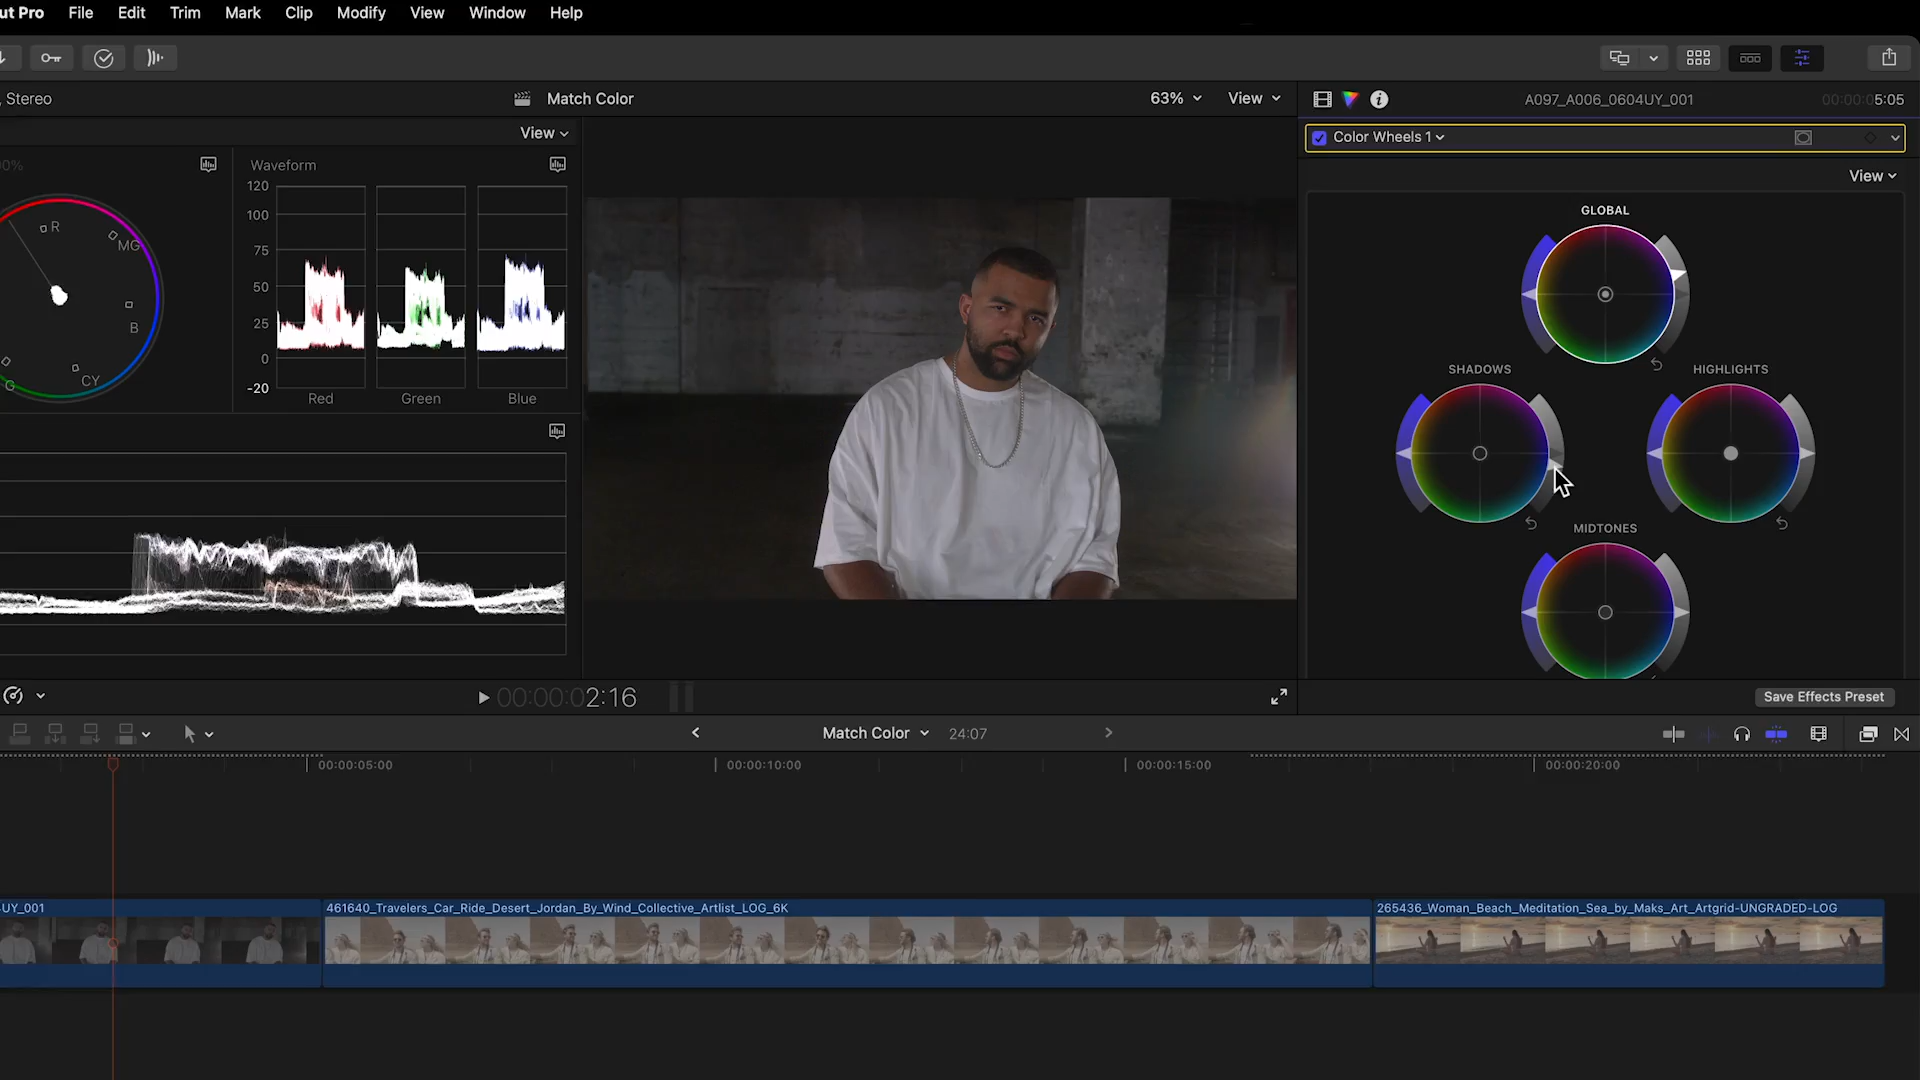 ut Pro File Edit Trim Mark Clip Modify View Window Help
, Stereo
Match Color
63%
View
A097_A006_0604UY_001
00:00:05:05
View
Color Wheels 1
Waveform
View
120
100
75
50
25
0
-20
Red
Green
Blue
R
MG
B
CY
G
GLOBAL
SHADOWS
HIGHLIGHTS
MIDTONES
00:00:02:16
Save Effects Preset
Match Color
24:07
00:00:05:00
00:00:10:00
00:00:15:00
00:00:20:00
UY_001
461640_Travelers_Car_Ride_Desert_Jordan_By_Wind_Collective_Artlist_LOG_6K
265436_Woman_Beach_Meditation_Sea_by_Maks_Art_Artgrid-UNGRADED-LOG